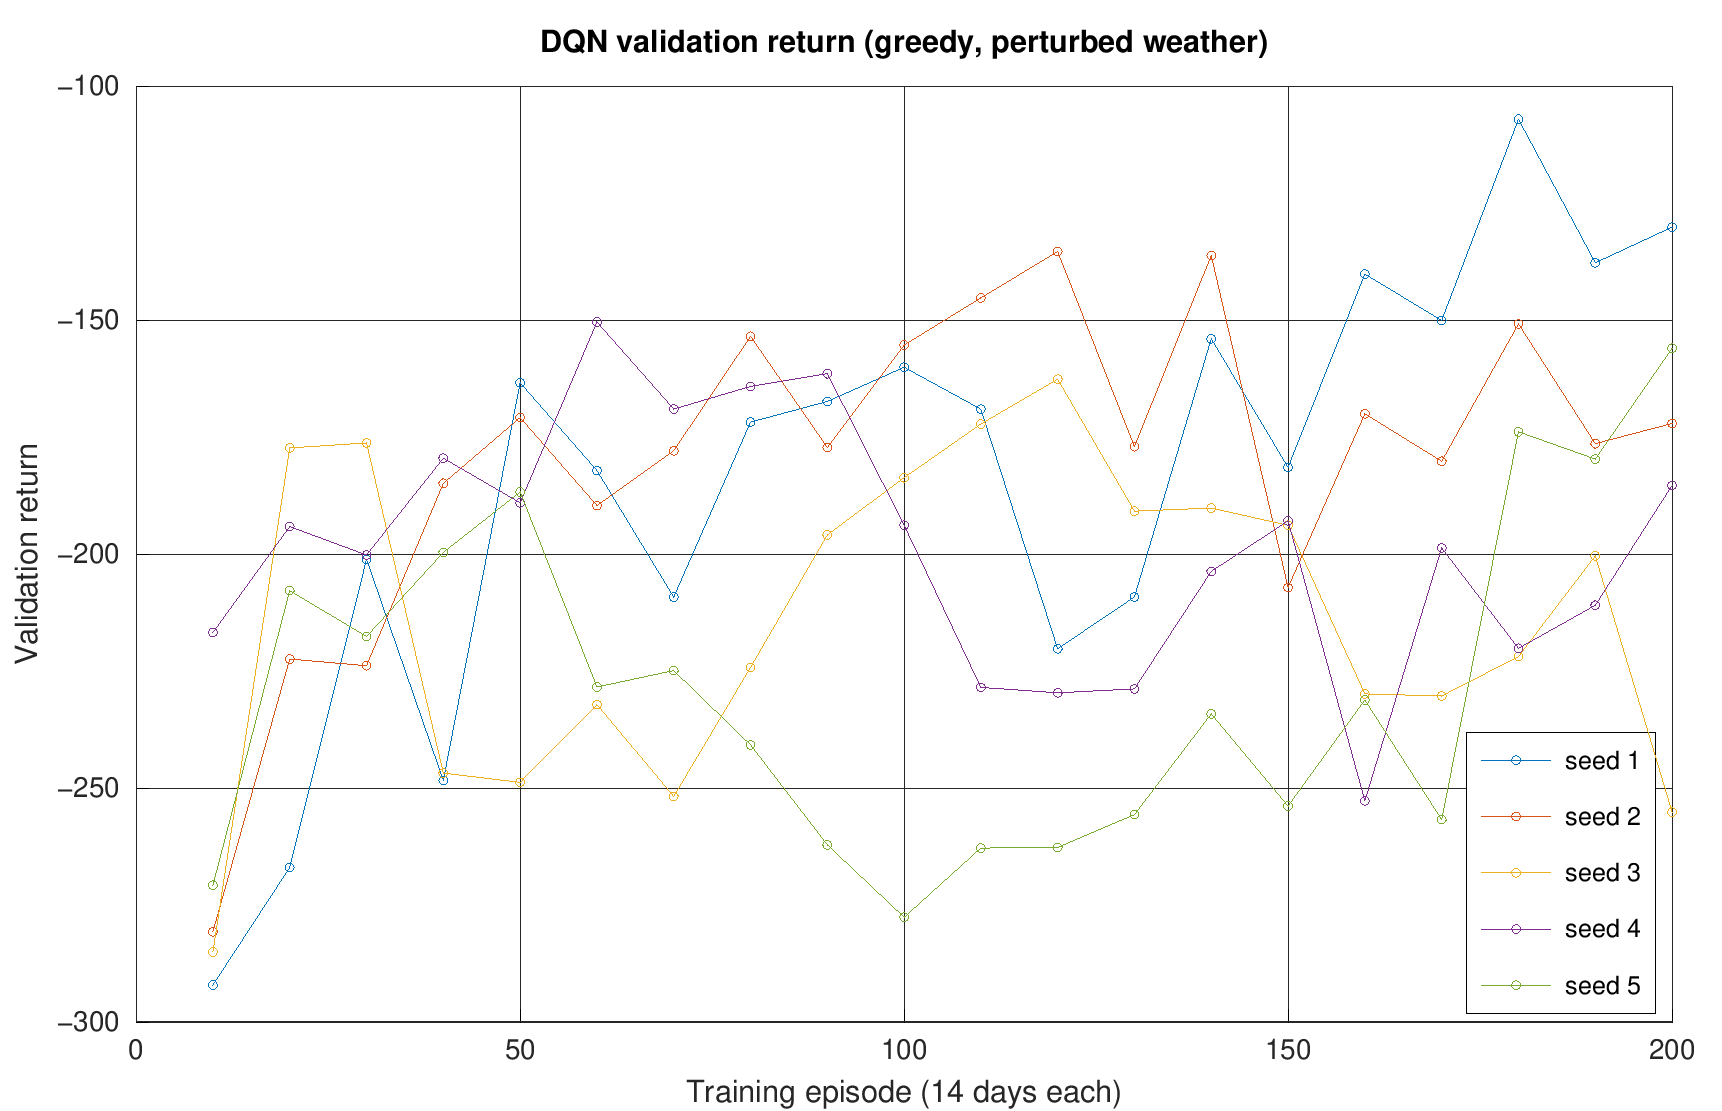 DQN validation return (greedy, perturbed weather)
−100
−150
−200
−250
−300
Validation return
seed 1
seed 2
seed 3
seed 4
seed 5
0
50
100
150
200
Training episode (14 days each)